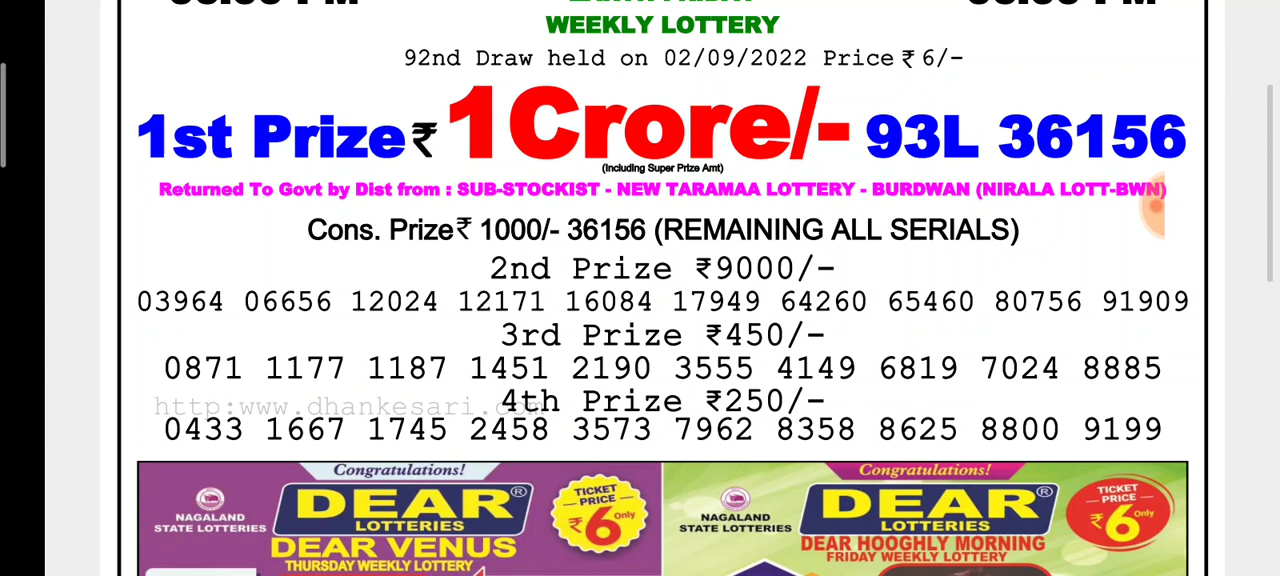 WEEKLY LOTTERY
92nd Draw held on 02/09/2022 Price ₹ 6/-
1st Prize ₹ 1Crore/- 93L 36156
(Including Super Prize Amt)
Returned To Govt by Dist from : SUB-STOCKIST - NEW TARAMAA LOTTERY - BURDWAN (NIRALA LOTT-BWN)
Cons. Prize ₹ 1000/- 36156 (REMAINING ALL SERIALS)
2nd Prize ₹9000/-
03964 06656 12024 12171 16084 17949 64260 65460 80756 91909
3rd Prize ₹450/-
0871 1177 1187 1451 2190 3555 4149 6819 7024 8885
http:www.dhankesari.com
4th Prize ₹250/-
0433 1667 1745 2458 3573 7962 8358 8625 8800 9199
Congratulations!
NAGALAND
STATE LOTTERIES
DEAR®
LOTTERIES
TICKET
PRICE
₹6 Only
DEAR VENUS
THURSDAY WEEKLY LOTTERY
Congratulations!
NAGALAND
STATE LOTTERIES
DEAR®
LOTTERIES
TICKET
PRICE
₹6 Only
DEAR HOOGHLY MORNING
FRIDAY WEEKLY LOTTERY